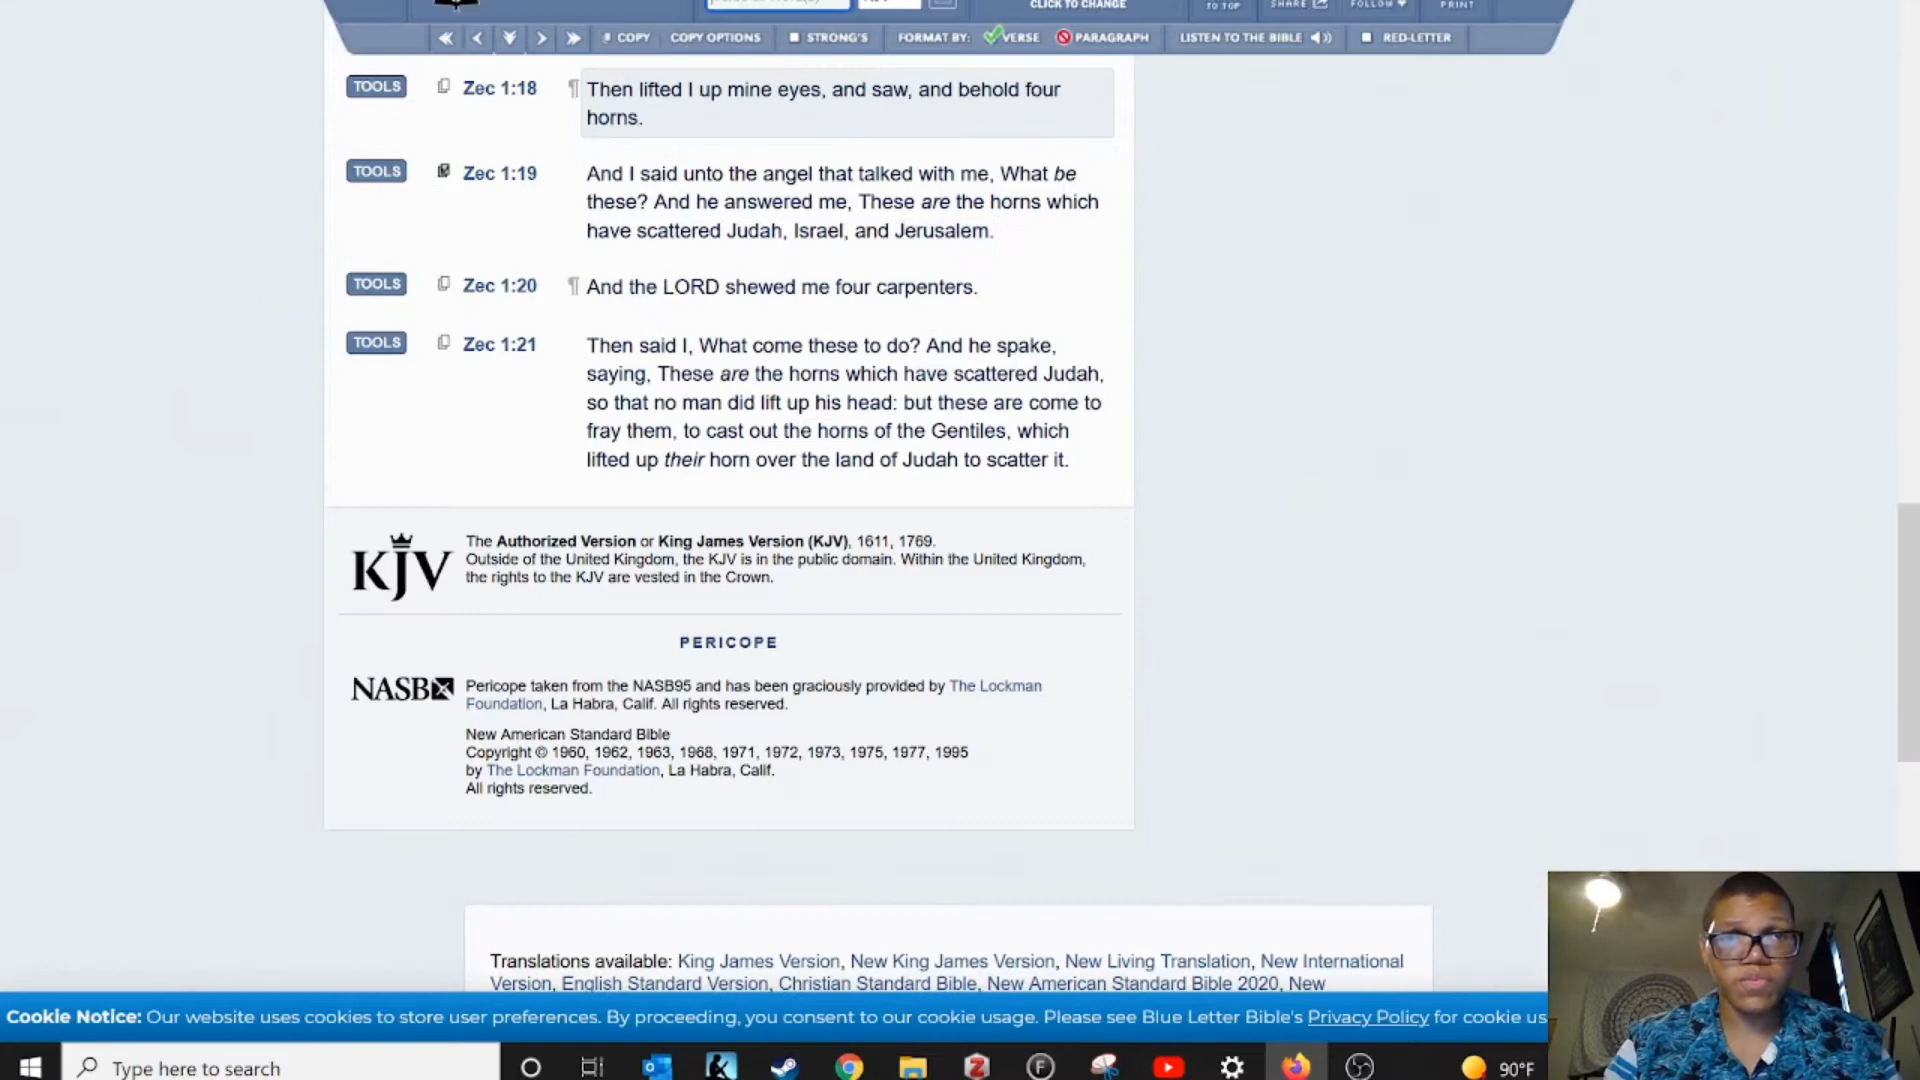 CLICK TO CHANGE
TO TOP
SHARE
FOLLOW
PRINT
COPY
COPY OPTIONS
STRONG'S
FORMAT BY:
VERSE
PARAGRAPH
LISTEN TO THE BIBLE
RED-LETTER
TOOLS Zec 1:18 ¶ Then lifted I up mine eyes, and saw, and behold four
horns.
TOOLS Zec 1:19 And I said unto the angel that talked with me, What be
these? And he answered me, These are the horns which
have scattered Judah, Israel, and Jerusalem.
TOOLS Zec 1:20 ¶ And the LORD shewed me four carpenters.
TOOLS Zec 1:21 Then said I, What come these to do? And he spake,
saying, These are the horns which have scattered Judah,
so that no man did lift up his head: but these are come to
fray them, to cast out the horns of the Gentiles, which
lifted up their horn over the land of Judah to scatter it.
KJV
The Authorized Version or King James Version (KJV), 1611, 1769.
Outside of the United Kingdom, the KJV is in the public domain. Within the United Kingdom,
the rights to the KJV are vested in the Crown.
PERICOPE
NASB
Pericope taken from the NASB95 and has been graciously provided by The Lockman
Foundation, La Habra, Calif. All rights reserved.
New American Standard Bible
Copyright © 1960, 1962, 1963, 1968, 1971, 1972, 1973, 1975, 1977, 1995
by The Lockman Foundation, La Habra, Calif.
All rights reserved.
Translations available: King James Version, New King James Version, New Living Translation, New International
Version, English Standard Version, Christian Standard Bible, New American Standard Bible 2020, New
Cookie Notice: Our website uses cookies to store user preferences. By proceeding, you consent to our cookie usage. Please see Blue Letter Bible's Privacy Policy for cookie us
Type here to search
90°F